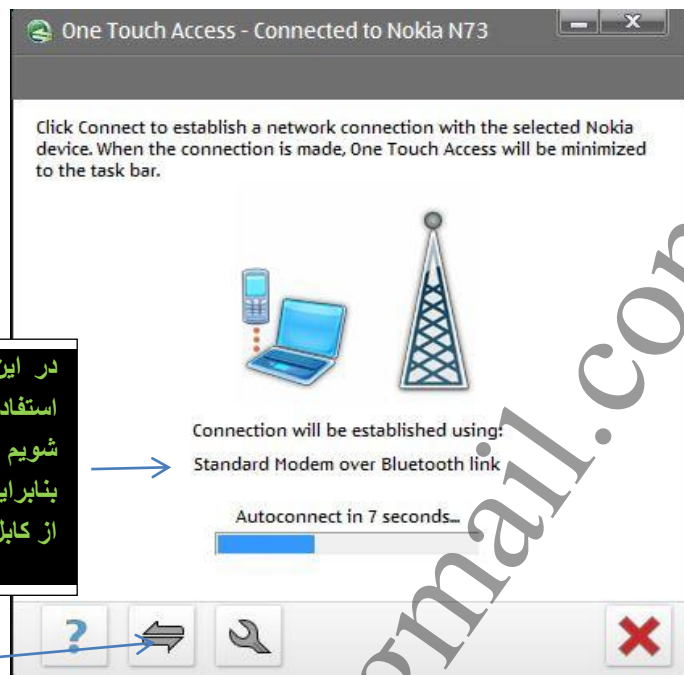 One Touch Access - Connected to Nokia N73
Click Connect to establish a network connection with the selected Nokia
device. When the connection is made, One Touch Access will be minimized
to the task bar.
در این
شویم
از کابل
Connection will be established using:
Standard Modem over Bluetooth link
Autoconnect in 7 seconds...
?
gmail.com